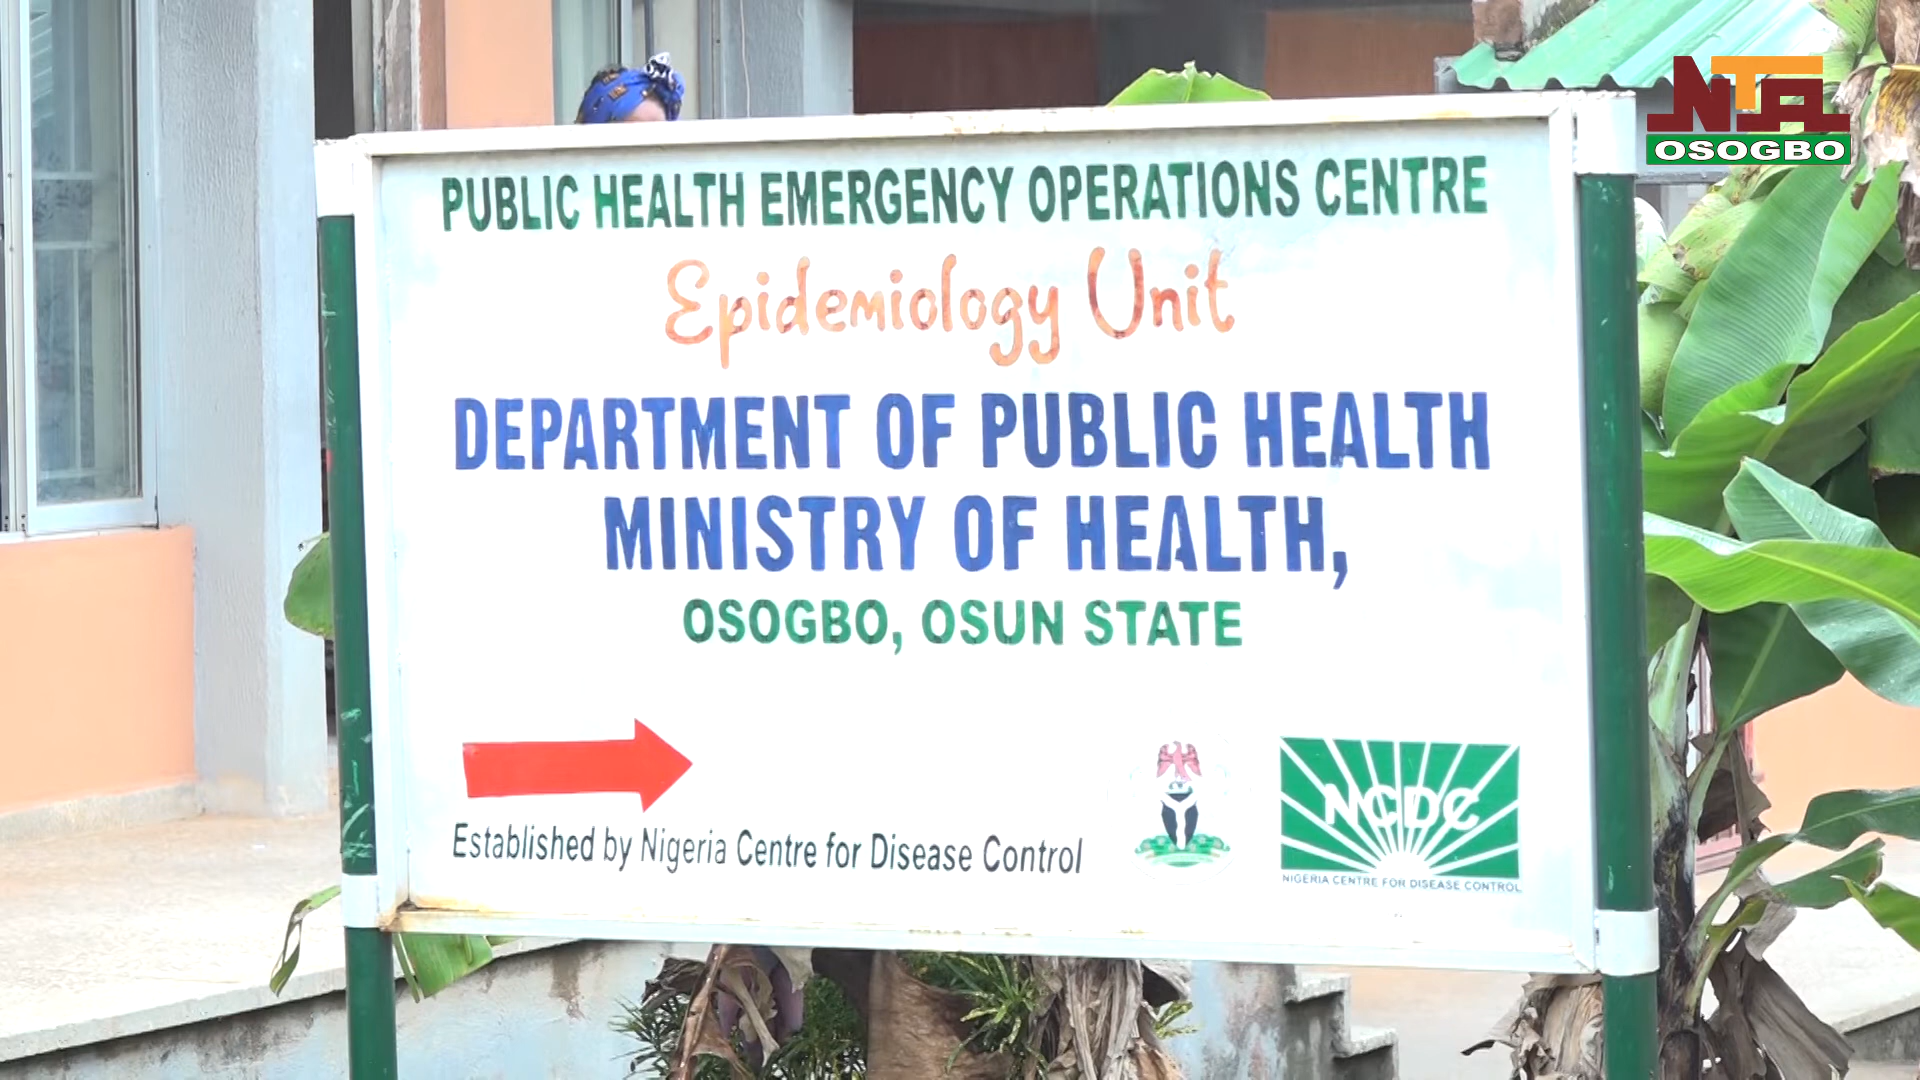 NTA
OSOGBO
PUBLIC HEALTH EMERGENCY OPERATIONS CENTRE
Epidemiology Unit
DEPARTMENT OF PUBLIC HEALTH
MINISTRY OF HEALTH,
OSOGBO, OSUN STATE
Established by Nigeria Centre for Disease Control
NCDC
NIGERIA CENTRE FOR DISEASE CONTROL